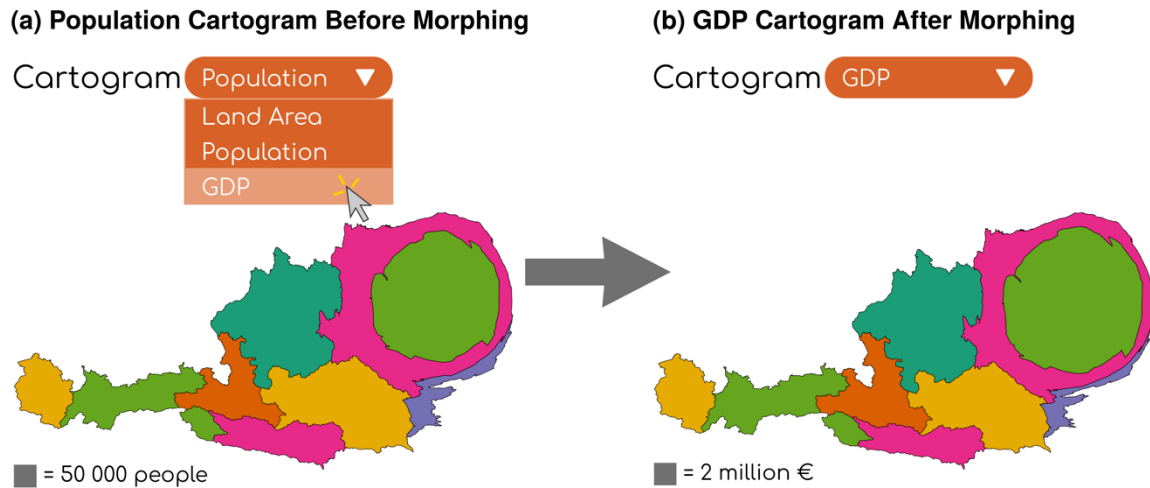 (a) Population Cartogram Before Morphing
Cartogram Population
Land Area
Population
GDP
= 50 000 people
(b) GDP Cartogram After Morphing
Cartogram GDP
= 2 million €